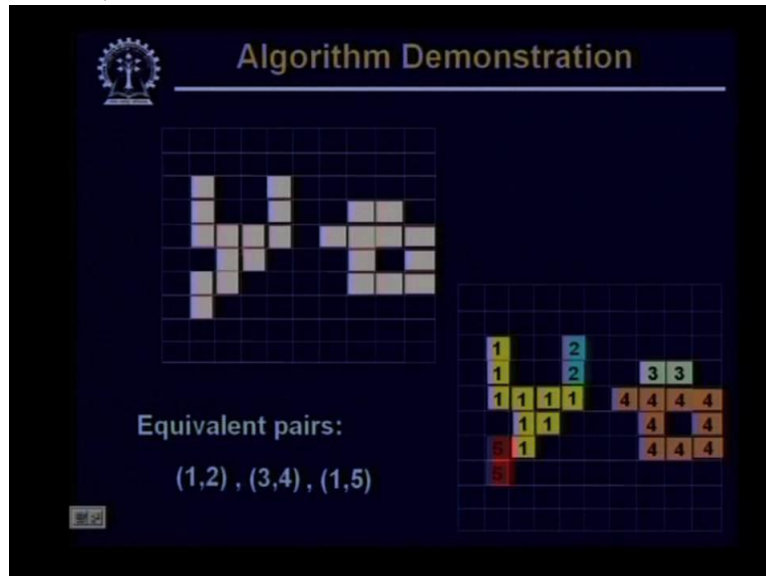 Algorithm Demonstration
1 2
1 2 3 3
1 1 1 1 4 4 4 4
1 1 4 4
5 1 4 4 4
5
Equivalent pairs:
(1,2) , (3,4) , (1,5)